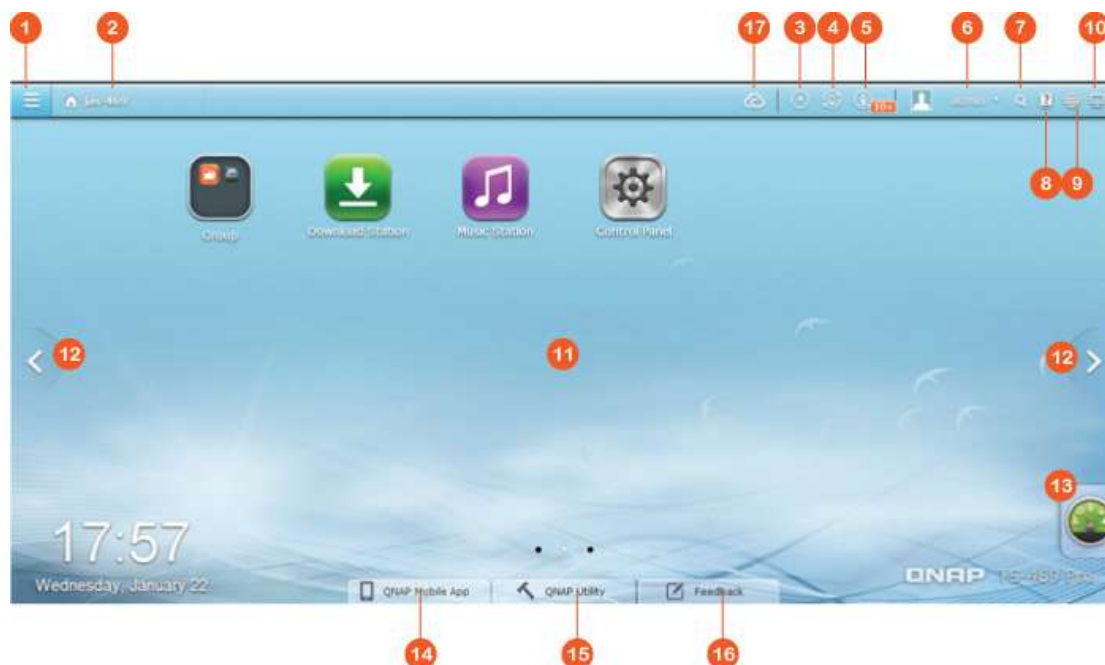 1 2 17 3 4 5 6 7 10
10+
8 9
Group Download Station Music Station Control Panel
12 11 12
13
17:57
Wednesday, January 22
QNAP
QNAP Mobile App QNAP Utility Feedback
14 15 16